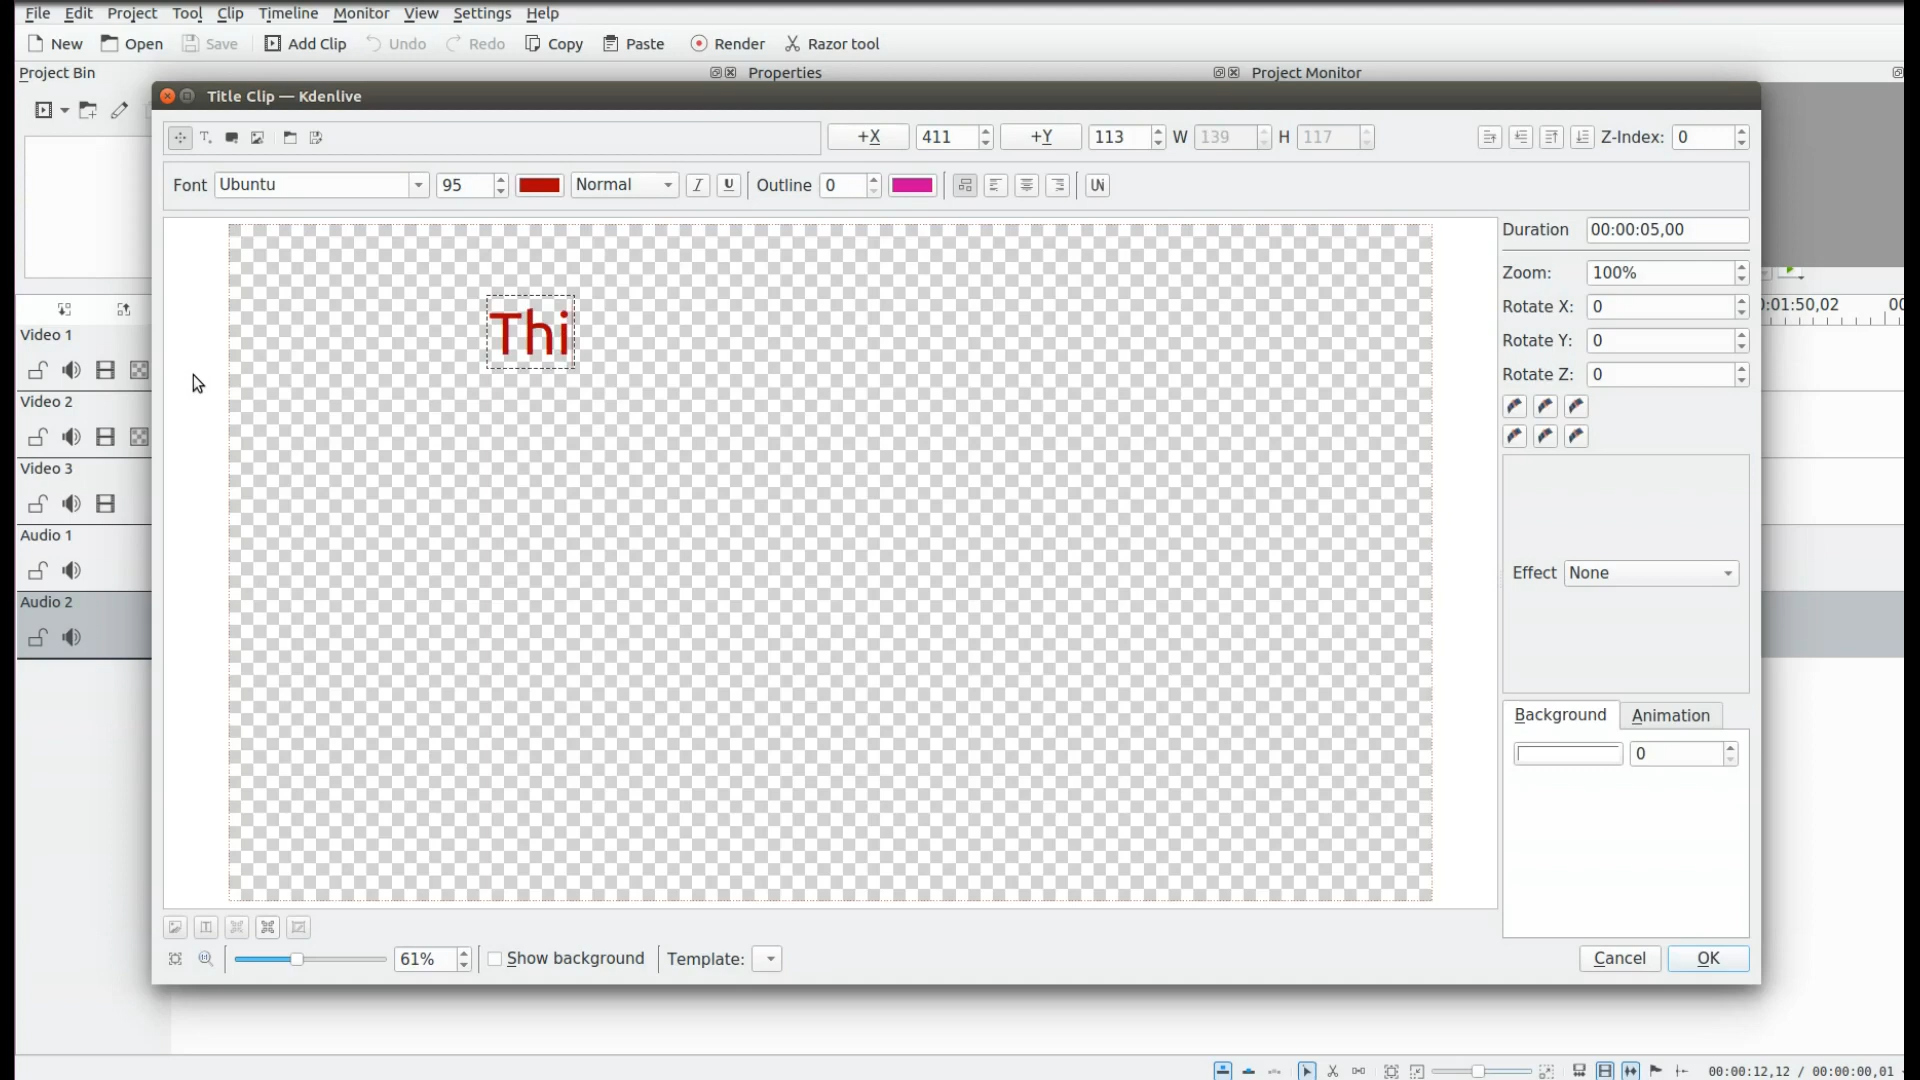 File Edit Project Tool Clip Timeline Monitor View Settings Help
New Open Save Add Clip Undo Redo Copy Paste Render Razor tool
Project Bin Properties Project Monitor
Title Clip — Kdenlive
+X 411 +Y 113 W 139 H 117 Z-Index: 0
Font Ubuntu 95 Normal I U Outline 0
Duration 00:00:05,00
Zoom: 100%
Rotate X: 0
Rotate Y: 0
Rotate Z: 0
Thi
:01:50,02 00
Video 1
Video 2
Video 3
Audio 1
Audio 2
Effect None
Background Animation
0
61% Show background Template: Cancel OK
00:00:12,12 / 00:00:00,01